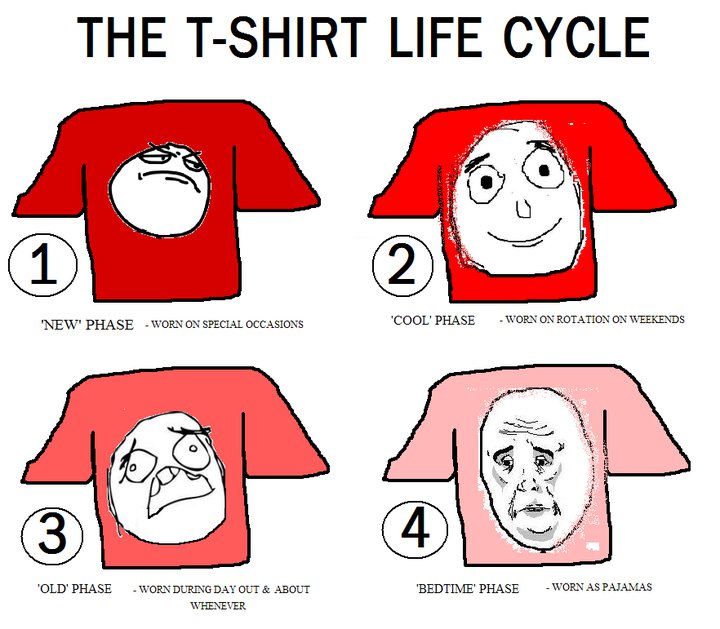 THE T-SHIRT LIFE CYCLE
1
'NEW' PHASE - WORN ON SPECIAL OCCASIONS
2
'COOL' PHASE - WORN ON ROTATION ON WEEKENDS
3
'OLD' PHASE - WORN DURING DAY OUT & ABOUT
WHENEVER
4
'BEDTIME' PHASE - WORN AS PAJAMAS